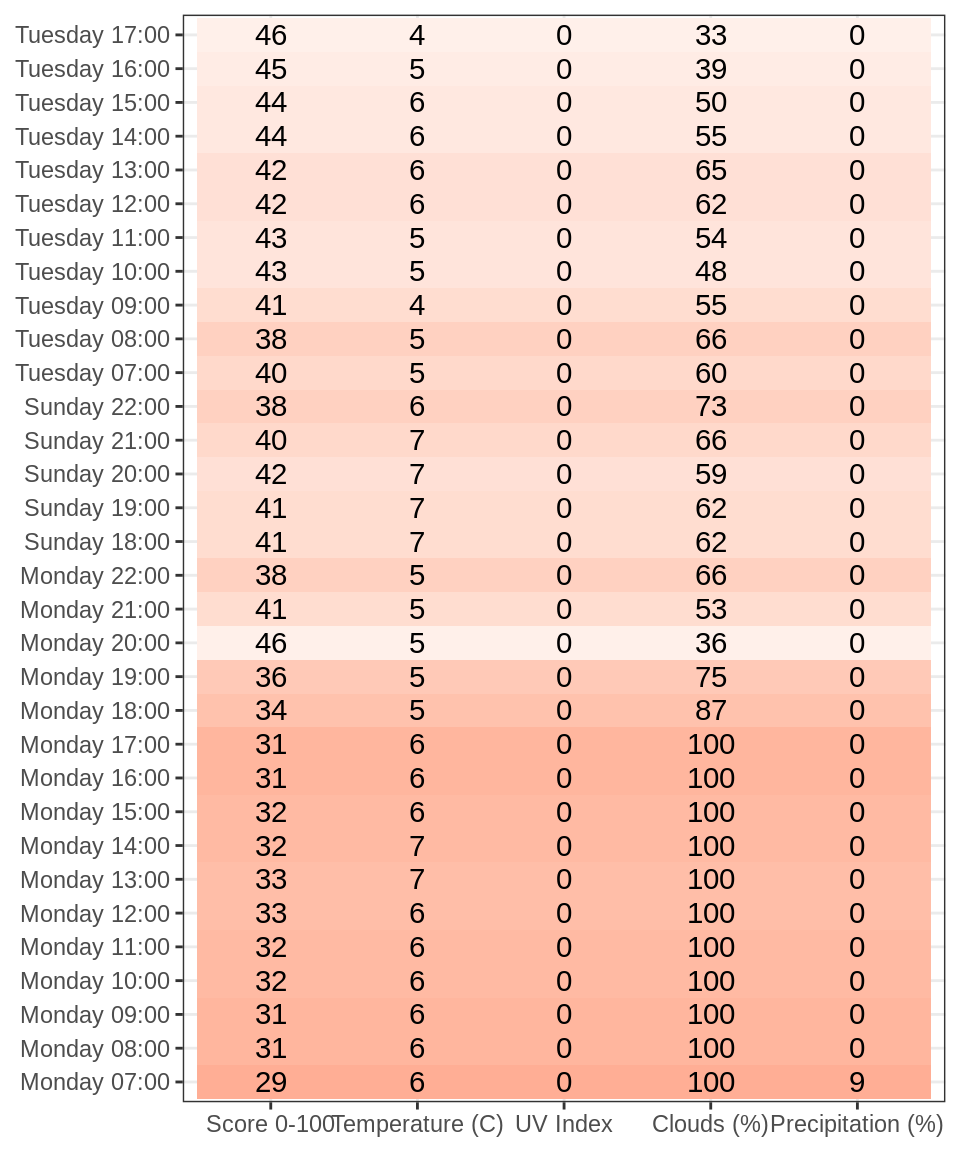 Tuesday 17:00 46 4 0 33 0
Tuesday 16:00 45 5 0 39 0
Tuesday 15:00 44 6 0 50 0
Tuesday 14:00 44 6 0 55 0
Tuesday 13:00 42 6 0 65 0
Tuesday 12:00 42 6 0 62 0
Tuesday 11:00 43 5 0 54 0
Tuesday 10:00 43 5 0 48 0
Tuesday 09:00 41 4 0 55 0
Tuesday 08:00 38 5 0 66 0
Tuesday 07:00 40 5 0 60 0
Sunday 22:00 38 6 0 73 0
Sunday 21:00 40 7 0 66 0
Sunday 20:00 42 7 0 59 0
Sunday 19:00 41 7 0 62 0
Sunday 18:00 41 7 0 62 0
Monday 22:00 38 5 0 66 0
Monday 21:00 41 5 0 53 0
Monday 20:00 46 5 0 36 0
Monday 19:00 36 5 0 75 0
Monday 18:00 34 5 0 87 0
Monday 17:00 31 6 0 100 0
Monday 16:00 31 6 0 100 0
Monday 15:00 32 6 0 100 0
Monday 14:00 32 7 0 100 0
Monday 13:00 33 7 0 100 0
Monday 12:00 33 6 0 100 0
Monday 11:00 32 6 0 100 0
Monday 10:00 32 6 0 100 0
Monday 09:00 31 6 0 100 0
Monday 08:00 31 6 0 100 0
Monday 07:00 29 6 0 100 9
Score 0-100 Temperature (C) UV Index Clouds (%) Precipitation (%)